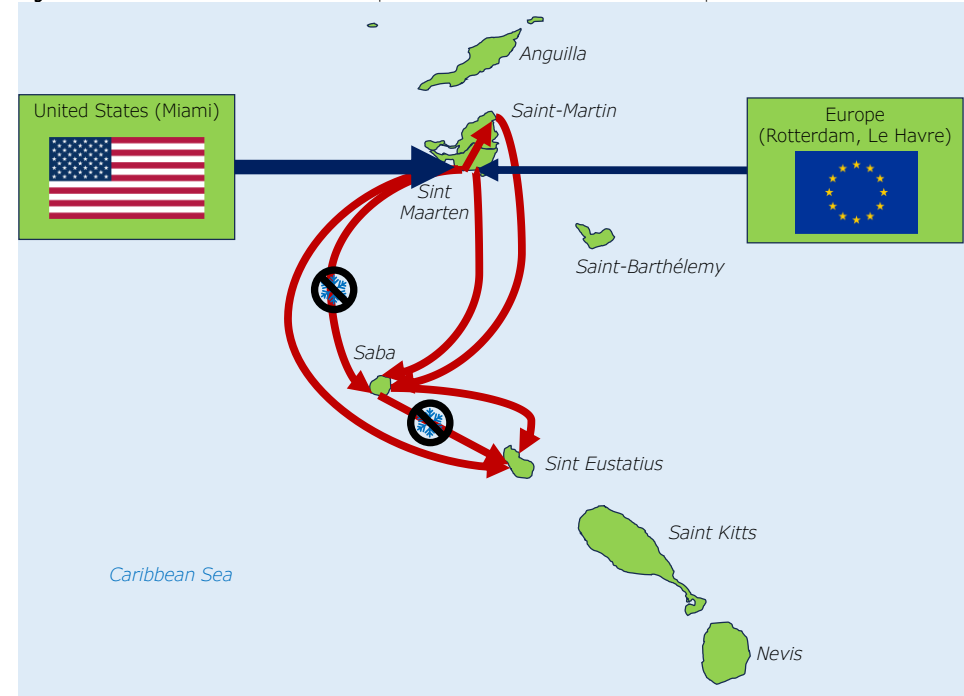 Anguilla
United States (Miami)
Saint-Martin
Europe
(Rotterdam, Le Havre)
Sint
Maarten
Saint-Barthélemy
Saba
Sint Eustatius
Saint Kitts
Caribbean Sea
Nevis